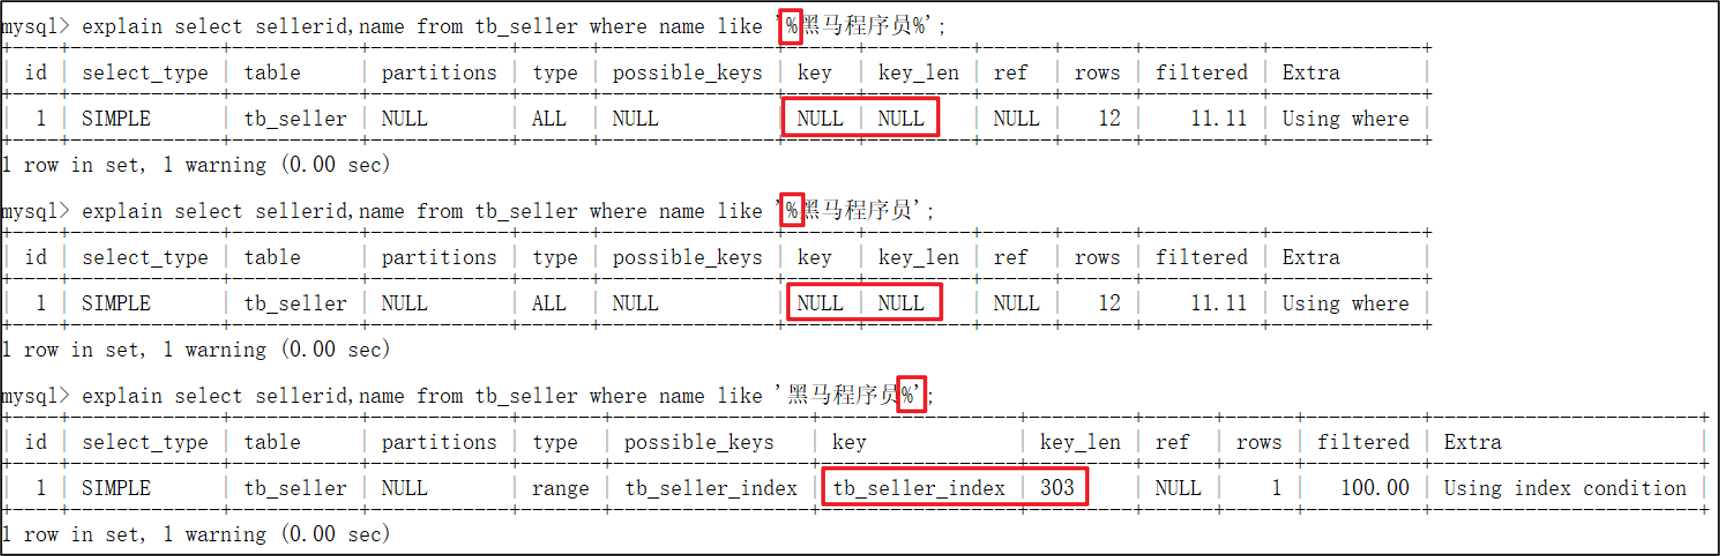 mysql> explain select sellerid,name from tb_seller where name like '%黑马程序员%';
+----+-------------+-----------+------------+------+---------------+------+---------+------+------+----------+-------------+
| id | select_type | table     | partitions | type | possible_keys | key  | key_len | ref  | rows | filtered | Extra       |
+----+-------------+-----------+------------+------+---------------+------+---------+------+------+----------+-------------+
|  1 | SIMPLE      | tb_seller | NULL       | ALL  | NULL          | NULL | NULL    | NULL |   12 |    11.11 | Using where |
+----+-------------+-----------+------------+------+---------------+------+---------+------+------+----------+-------------+
1 row in set, 1 warning (0.00 sec)
mysql> explain select sellerid,name from tb_seller where name like '%黑马程序员';
+----+-------------+-----------+------------+------+---------------+------+---------+------+------+----------+-------------+
| id | select_type | table     | partitions | type | possible_keys | key  | key_len | ref  | rows | filtered | Extra       |
+----+-------------+-----------+------------+------+---------------+------+---------+------+------+----------+-------------+
|  1 | SIMPLE      | tb_seller | NULL       | ALL  | NULL          | NULL | NULL    | NULL |   12 |    11.11 | Using where |
+----+-------------+-----------+------------+------+---------------+------+---------+------+------+----------+-------------+
1 row in set, 1 warning (0.00 sec)
mysql> explain select sellerid,name from tb_seller where name like '黑马程序员%';
+----+-------------+-----------+------------+-------+-----------------+-----------------+---------+------+------+----------+-----------------------+
| id | select_type | table     | partitions | type  | possible_keys   | key             | key_len | ref  | rows | filtered | Extra                 |
+----+-------------+-----------+------------+-------+-----------------+-----------------+---------+------+------+----------+-----------------------+
|  1 | SIMPLE      | tb_seller | NULL       | range | tb_seller_index | tb_seller_index | 303     | NULL |    1 |   100.00 | Using index condition |
+----+-------------+-----------+------------+-------+-----------------+-----------------+---------+------+------+----------+-----------------------+
1 row in set, 1 warning (0.00 sec)